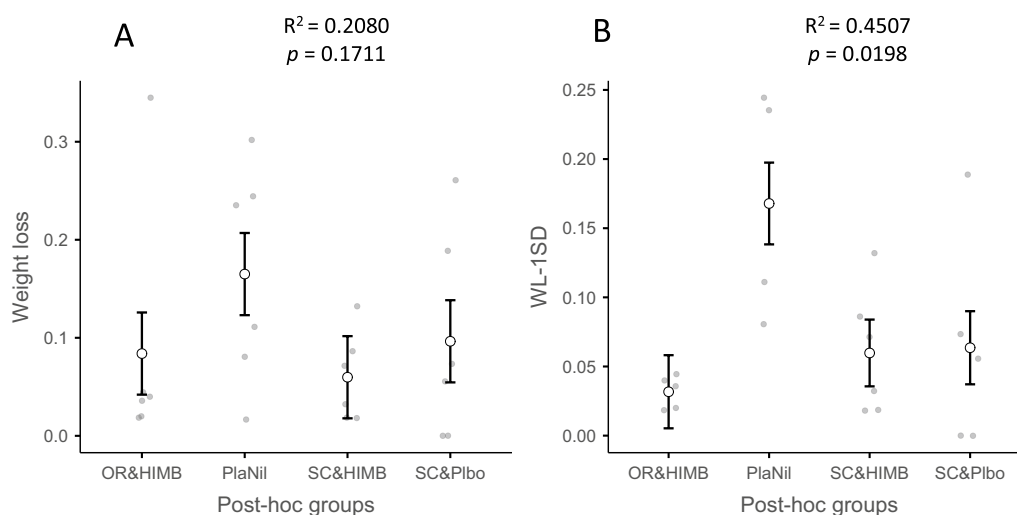 A
R² = 0.2080
p = 0.1711
Weight loss
0.3
0.2
0.1
0.0
OR&HIMB PlaNil SC&HIMB SC&Plbo
Post-hoc groups
B
R² = 0.4507
p = 0.0198
WL-1SD
0.25
0.20
0.15
0.10
0.05
0.00
OR&HIMB PlaNil SC&HIMB SC&Plbo
Post-hoc groups